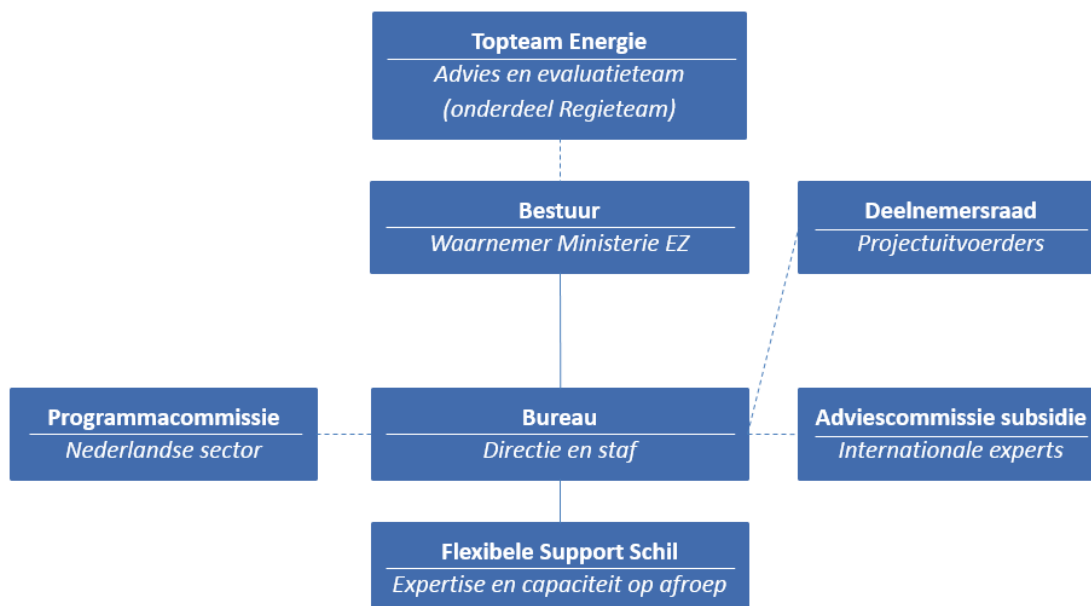 Topteam Energie
Advies en evaluatieteam
(onderdeel Regieteam)
Bestuur
Waarnemer Ministerie EZ
Deelnemersraad
Projectuitvoerders
Programmacommissie
Nederlandse sector
Bureau
Directie en staf
Adviescommissie subsidie
Internationale experts
Flexibele Support Schil
Expertise en capaciteit op afroep